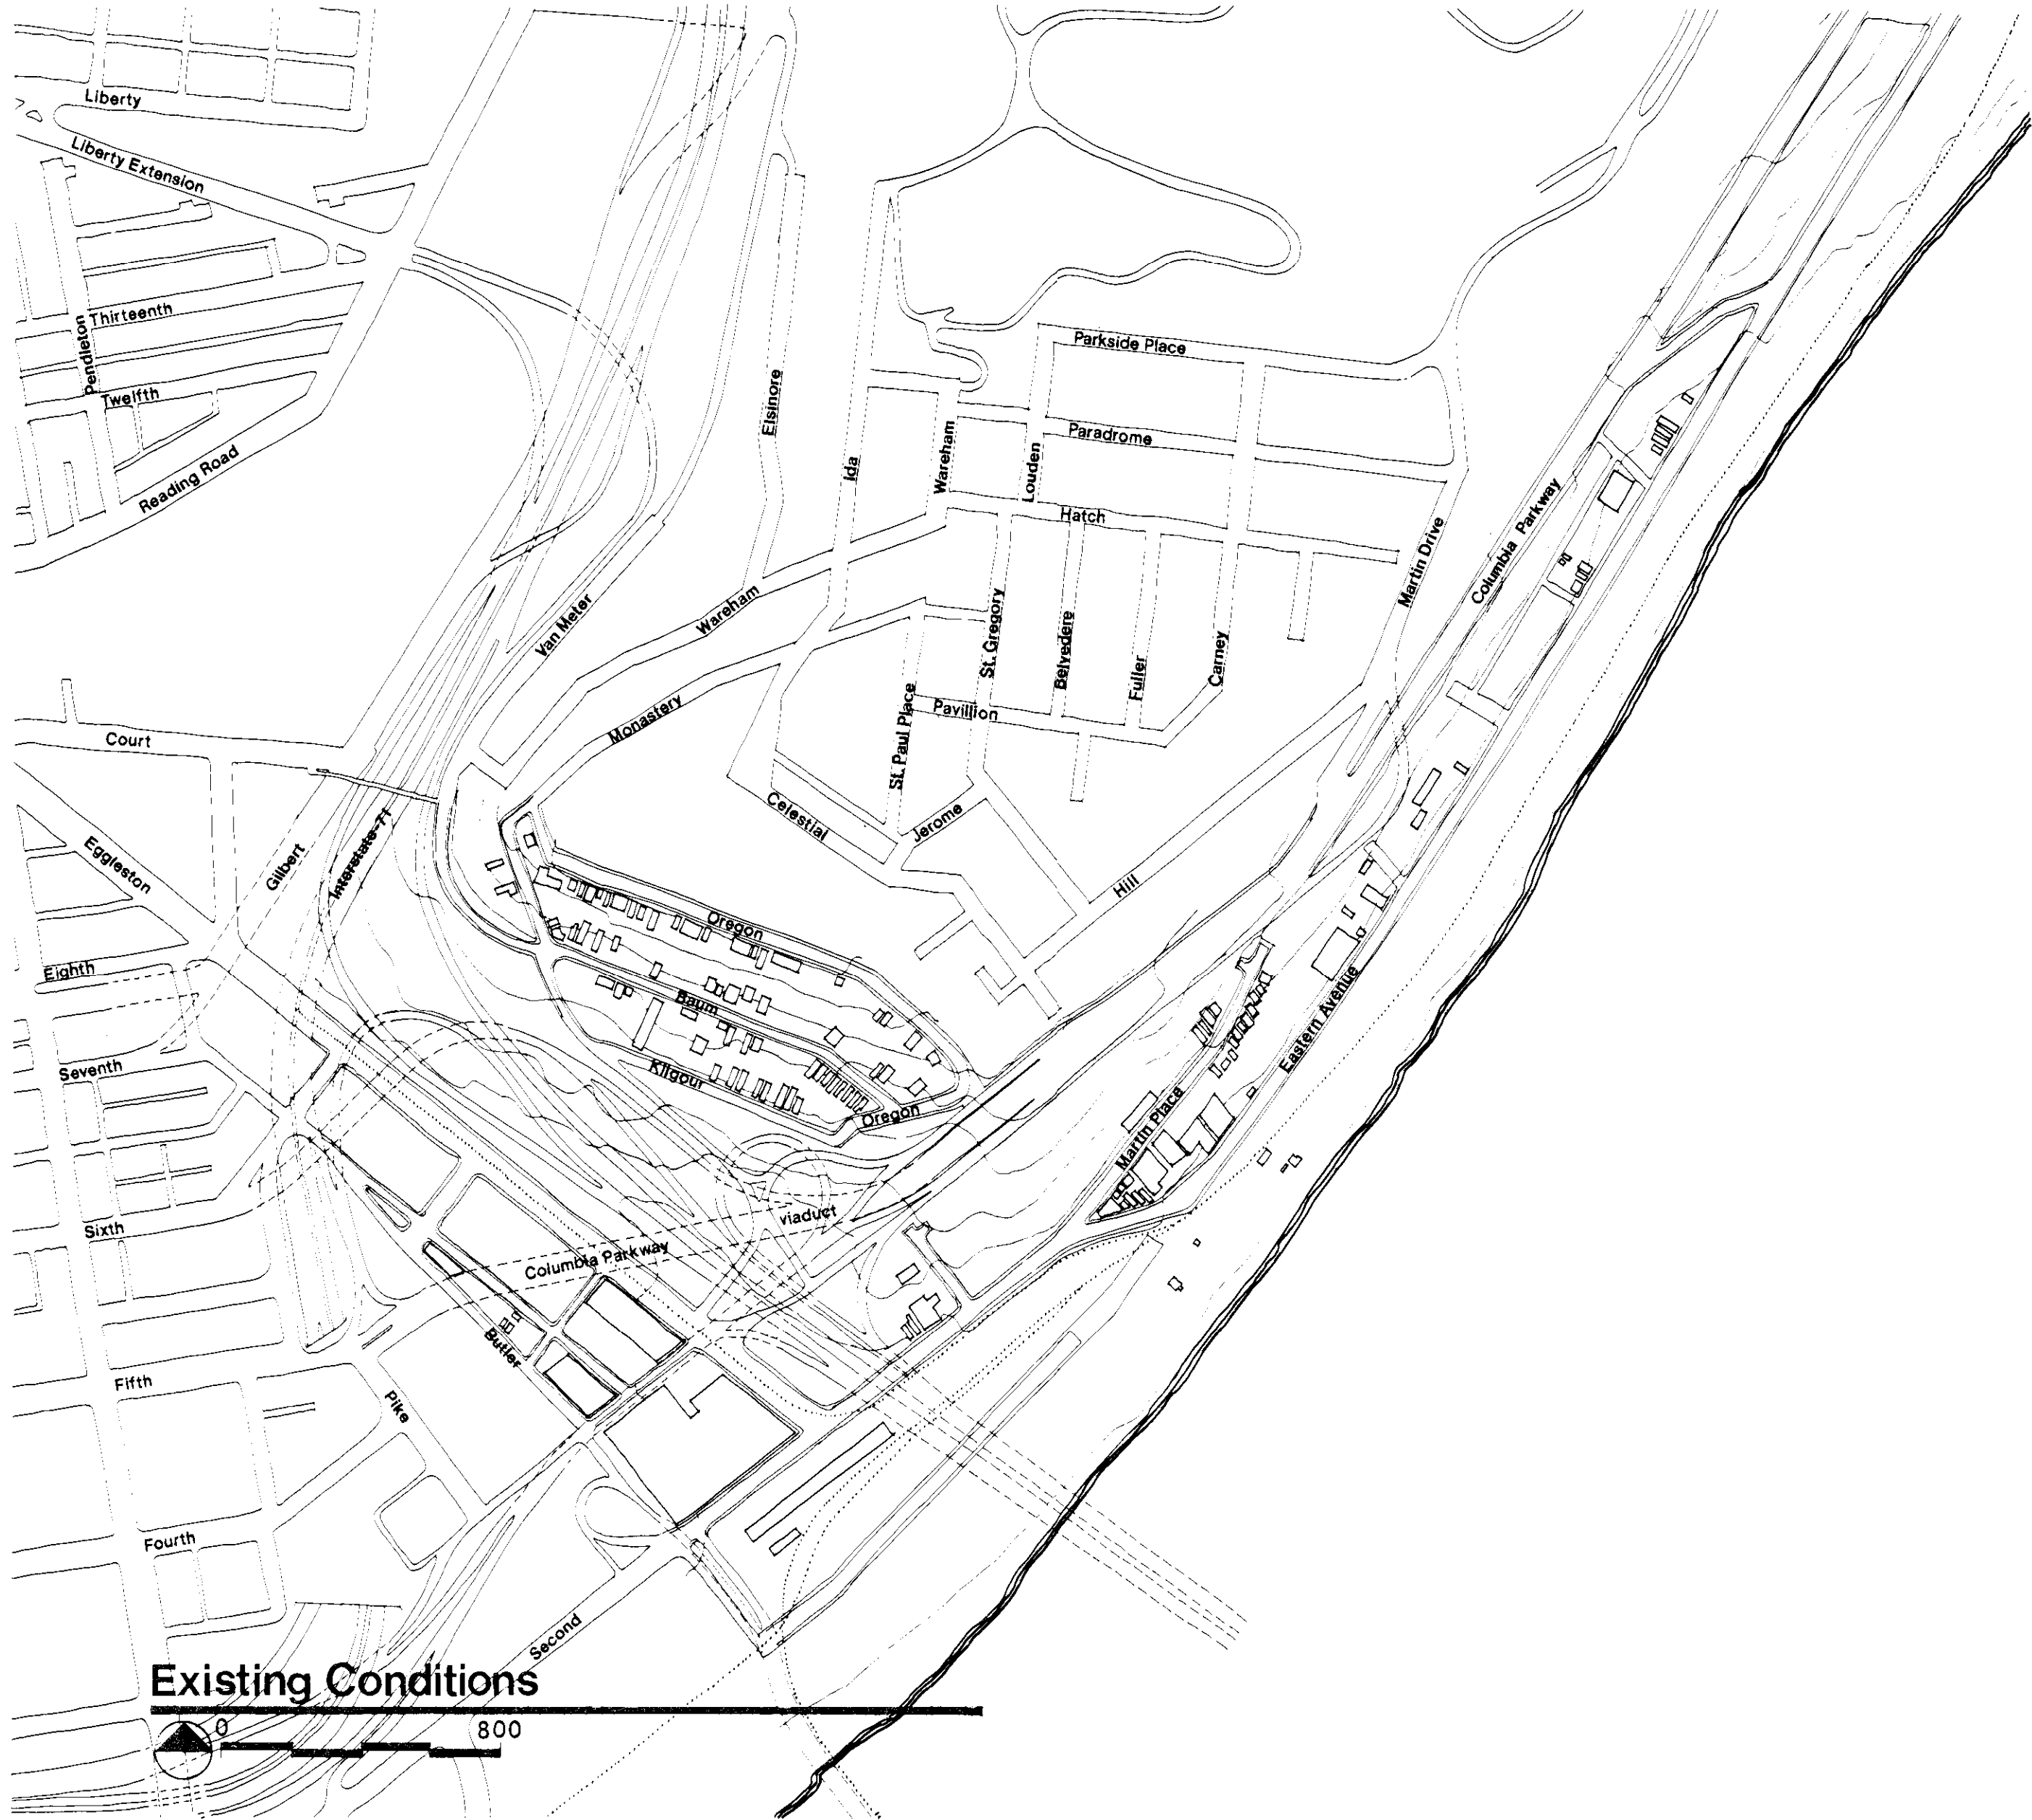 Liberty
Liberty Extension
Thirteenth
Pendleton
Twelfth
Reading Road
Elsinore
Ida
Wareham
Louden
Parkside Place
Paradrome
Hatch
Martin Drive
Columbia Parkway
Van Meter
Wareham
St. Gregory
Belvedere
Fuller
Carney
Monastery
St. Paul Place
Pavillion
Court
Celestial
Jerome
Hill
Eggleston
Gilbert
Interstate-71
Oregon
Eighth
Baum
Eastern Avenue
Seventh
Kilgour
Oregon
Martin Place
Sixth
viaduct
Columbia Parkway
Butler
Fifth
Pike
Fourth
Second
Existing Conditions
0 800